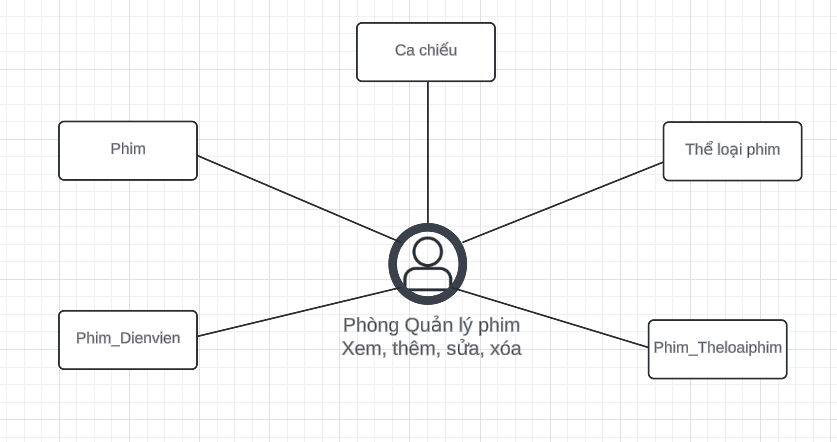 Ca chiếu
Phim
Thể loại phim
Phim_Dienvien
Phòng Quản lý phim
Xem, thêm, sửa, xóa
Phim_Theloaiphim